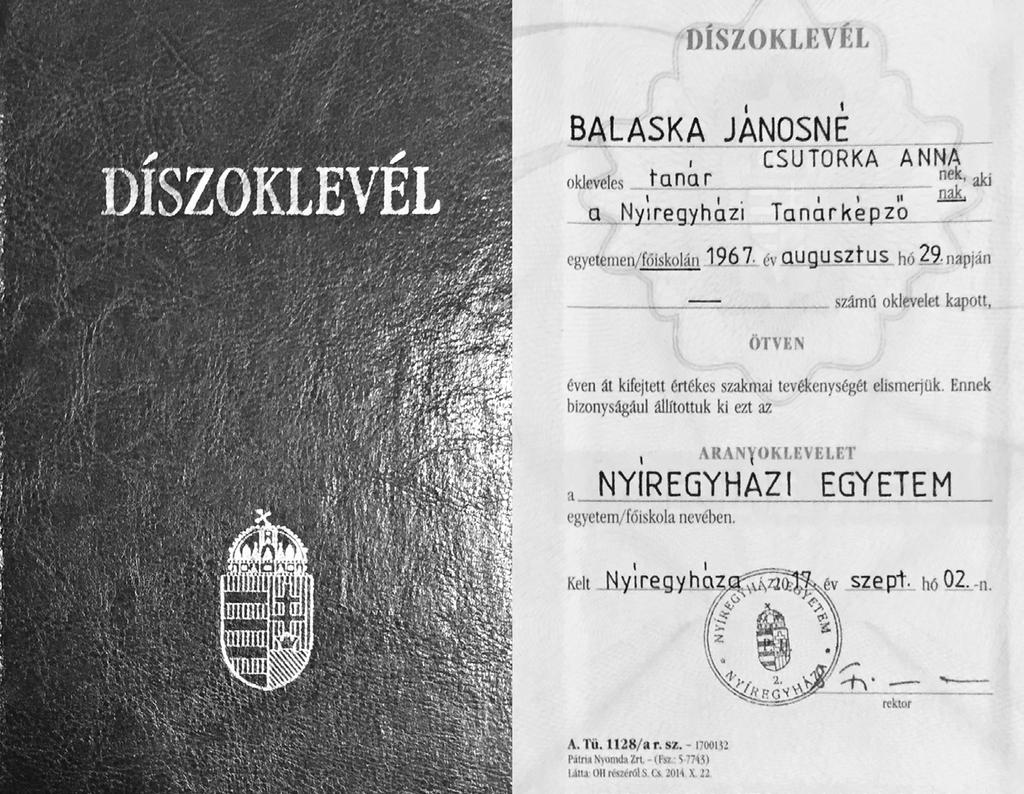 DÍSZOKLEVÉL
DÍSZOKLEVÉL
BALASKA JÁNOSNÉ
CSUTORKA ANNA
okleveles tanár nek, aki
nak,
a Nyíregyházi Tanárképző
egyetemen/főiskolán 1967. év augusztus hó 29. napján
— számú oklevelet kapott,
ÖTVEN
éven át kifejtett értékes szakmai tevékenységét elismerjük. Ennek
bizonyságául állítottuk ki ezt az
ARANYOKLEVELET
a NYÍREGYHÁZI EGYETEM
egyetem/főiskola nevében.
Kelt Nyíregyháza, 2017. év szept. hó 02.-n.
NYÍREGYHÁZI EGYETEM
2.
NYÍREGYHÁZA
rektor
A. Tü. 1128/a r. sz. – 1700132
Pátria Nyomda Zrt. – (Fsz.: 5-7743)
Látta: OH részéről S. Cs. 2014. X. 22.